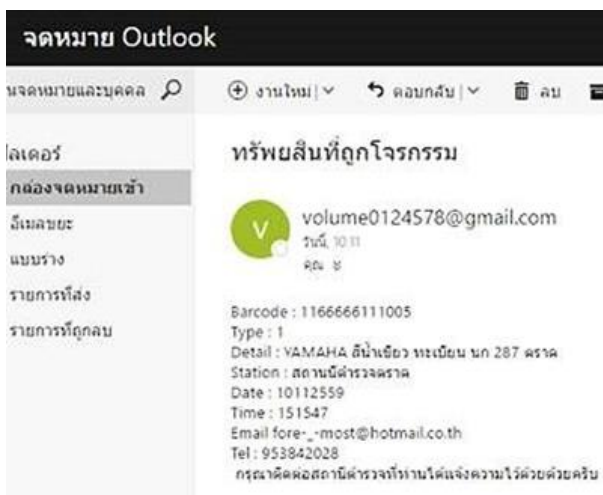 จดหมาย Outlook
นจดหมายและบุคคล
งานใหม่ | ตอบกลับ | ลบ
ลเดอร์
กล่องจดหมายเข้า
อีเมลขยะ
แบบร่าง
รายการที่ส่ง
รายการที่ถูกลบ
ทรัพยสินที่ถูกโจรกรรม
V
volume0124578@gmail.com
วันนี้, 10:11
คุณ ×
Barcode : 1166666111005
Type : 1
Detail : YAMAHA สีน้ำเขียว ทะเบียน นก 287 ตราด
Station : สถานนีตำรวจตราด
Date : 10112559
Time : 151547
Email fore-_-most@hotmail.co.th
Tel : 953842028
กรุณาติดต่อสถานีตำรวจที่ท่านได้แจ้งความไว้ด้วยด้วยครับ